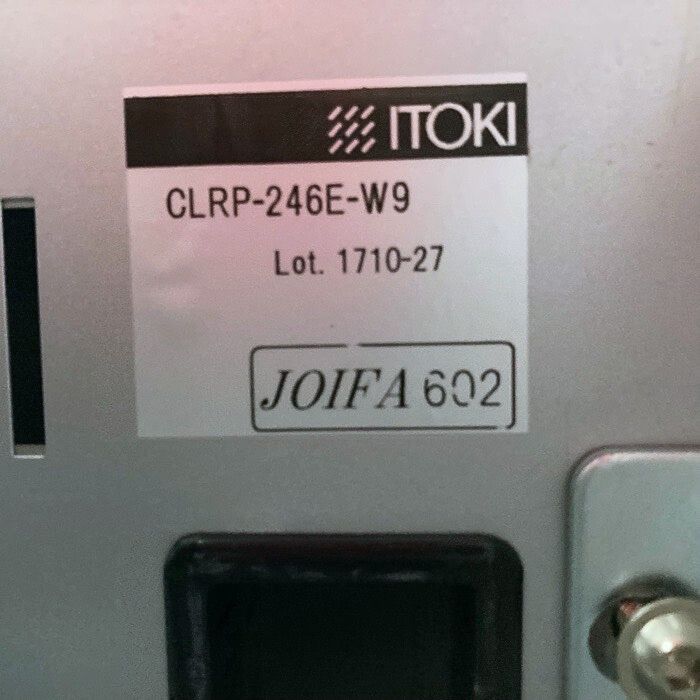 ITOKI
CLRP-246E-W9
Lot. 1710-27
JOIFA 602